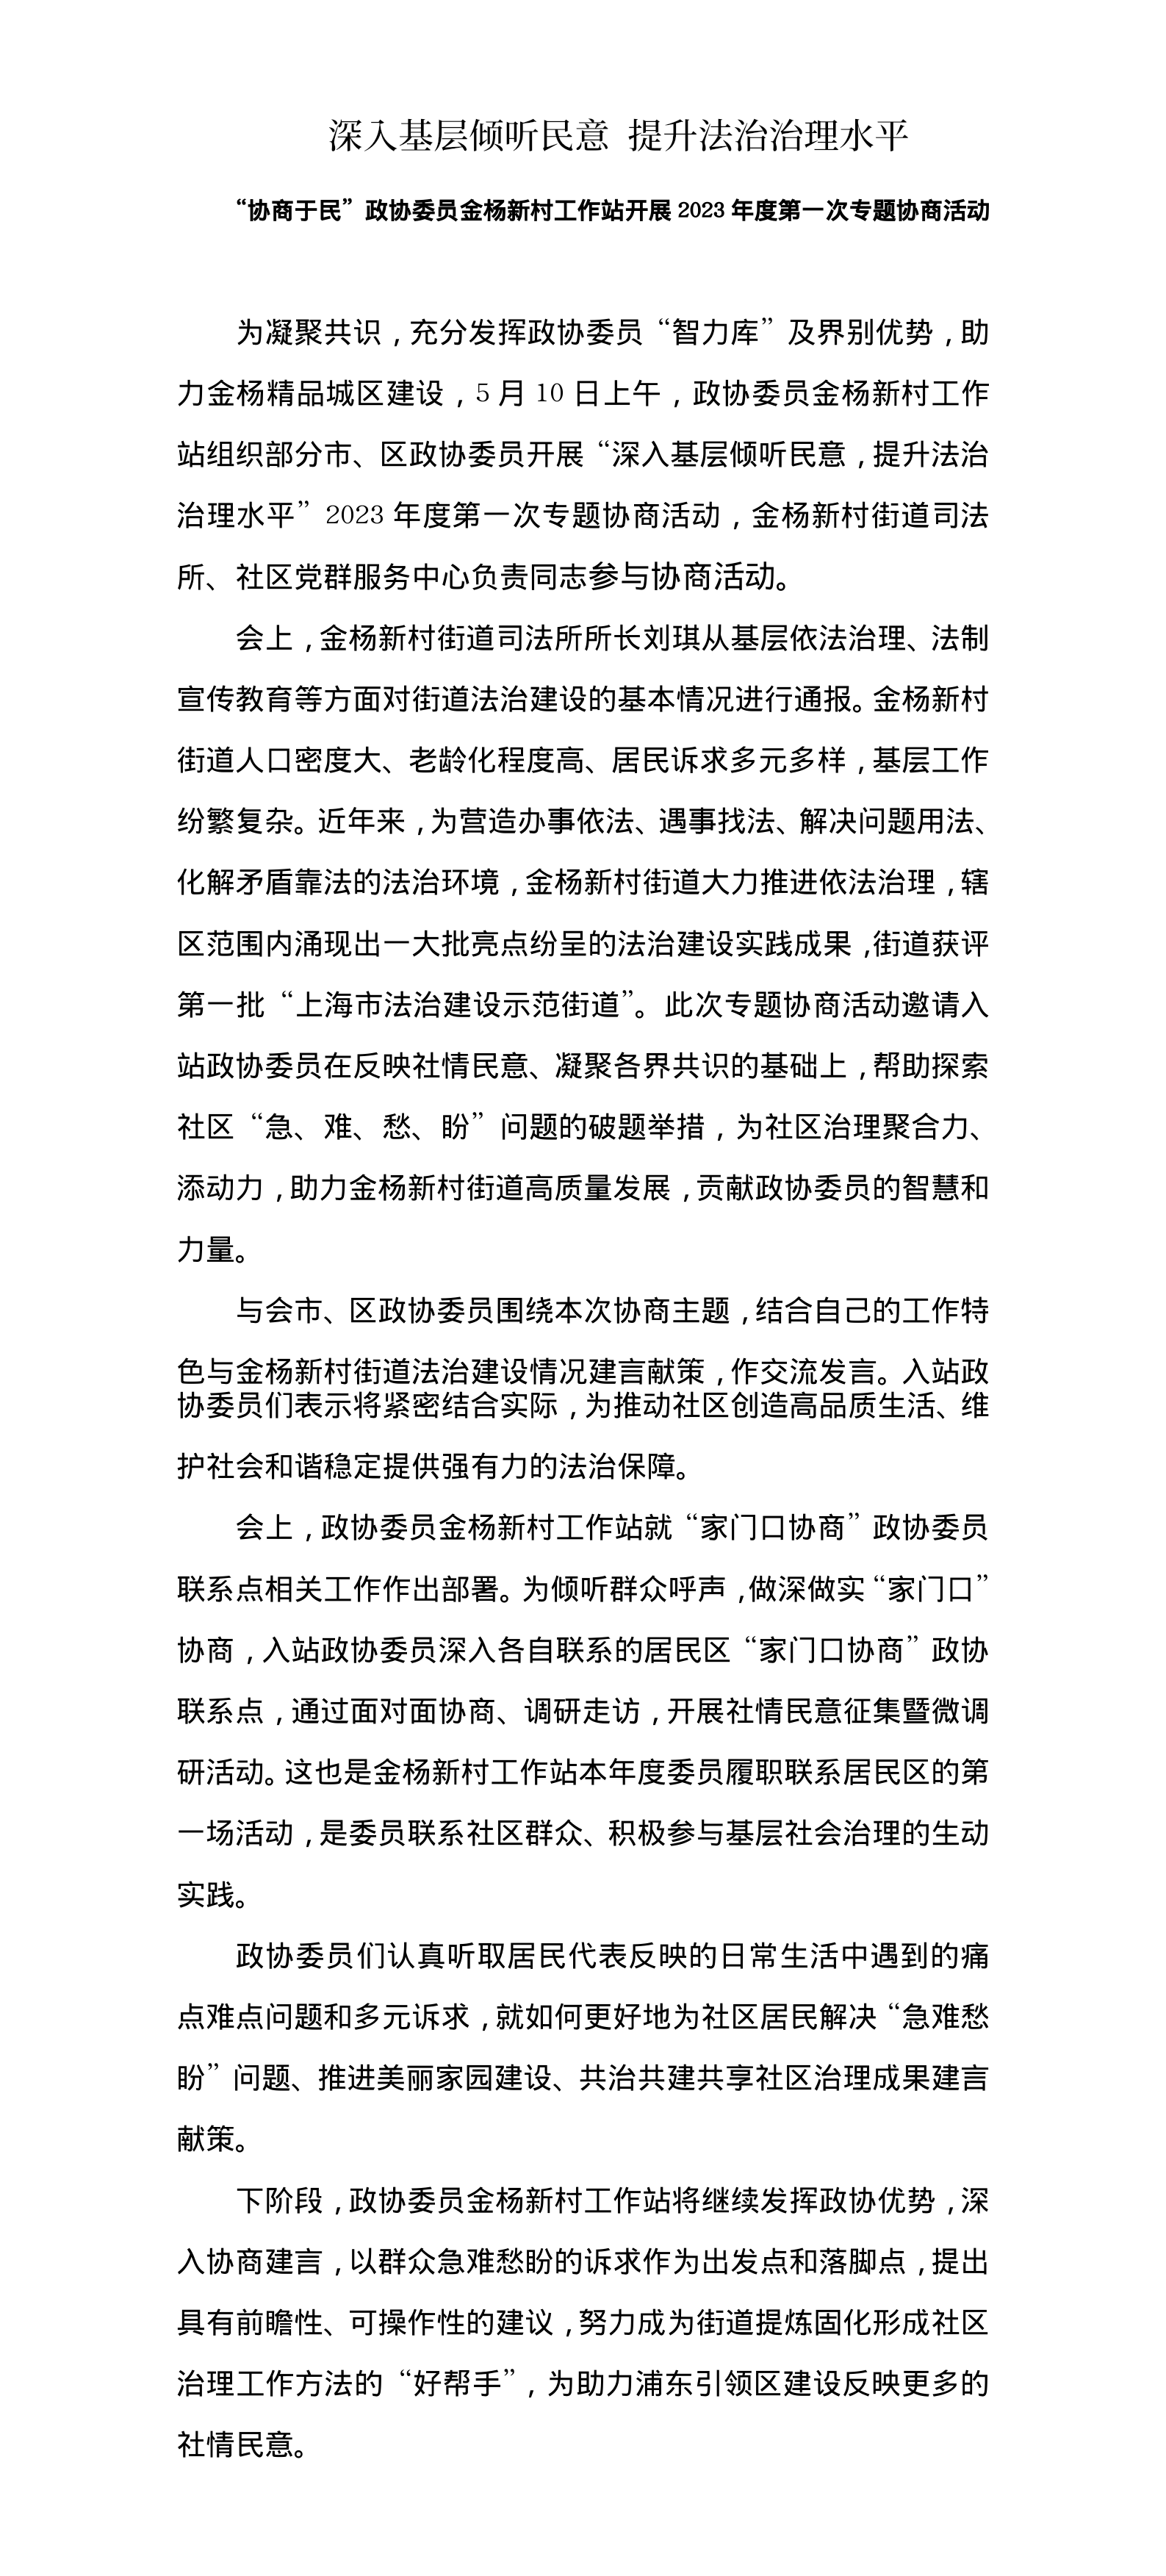 深入基层倾听民意 提升法治治理水平
“协商于民”政协委员金杨新村工作站开展 2023 年度第一次专题协商活动
为凝聚共识，充分发挥政协委员“智力库”及界别优势，助
力金杨精品城区建设，5 月 10 日上午，政协委员金杨新村工作
站组织部分市、区政协委员开展“深入基层倾听民意，提升法治
治理水平”2023 年度第一次专题协商活动，金杨新村街道司法
所、社区党群服务中心负责同志参与协商活动。
会上，金杨新村街道司法所所长刘琪从基层依法治理、法制
宣传教育等方面对街道法治建设的基本情况进行通报。金杨新村
街道人口密度大、老龄化程度高、居民诉求多元多样，基层工作
纷繁复杂。近年来，为营造办事依法、遇事找法、解决问题用法、
化解矛盾靠法的法治环境，金杨新村街道大力推进依法治理，辖
区范围内涌现出一大批亮点纷呈的法治建设实践成果，街道获评
第一批“上海市法治建设示范街道”。此次专题协商活动邀请入
站政协委员在反映社情民意、凝聚各界共识的基础上，帮助探索
社区“急、难、愁、盼”问题的破题举措，为社区治理聚合力、
添动力，助力金杨新村街道高质量发展，贡献政协委员的智慧和
力量。
与会市、区政协委员围绕本次协商主题，结合自己的工作特
色与金杨新村街道法治建设情况建言献策，作交流发言。入站政
协委员们表示将紧密结合实际，为推动社区创造高品质生活、维
护社会和谐稳定提供强有力的法治保障。
会上，政协委员金杨新村工作站就“家门口协商”政协委员
联系点相关工作作出部署。为倾听群众呼声，做深做实“家门口”
协商，入站政协委员深入各自联系的居民区“家门口协商”政协
联系点，通过面对面协商、调研走访，开展社情民意征集暨微调
研活动。这也是金杨新村工作站本年度委员履职联系居民区的第
一场活动，是委员联系社区群众、积极参与基层社会治理的生动
实践。
政协委员们认真听取居民代表反映的日常生活中遇到的痛
点难点问题和多元诉求，就如何更好地为社区居民解决“急难愁
盼”问题、推进美丽家园建设、共治共建共享社区治理成果建言
献策。
下阶段，政协委员金杨新村工作站将继续发挥政协优势，深
入协商建言，以群众急难愁盼的诉求作为出发点和落脚点，提出
具有前瞻性、可操作性的建议，努力成为街道提炼固化形成社区
治理工作方法的“好帮手”，为助力浦东引领区建设反映更多的
社情民意。